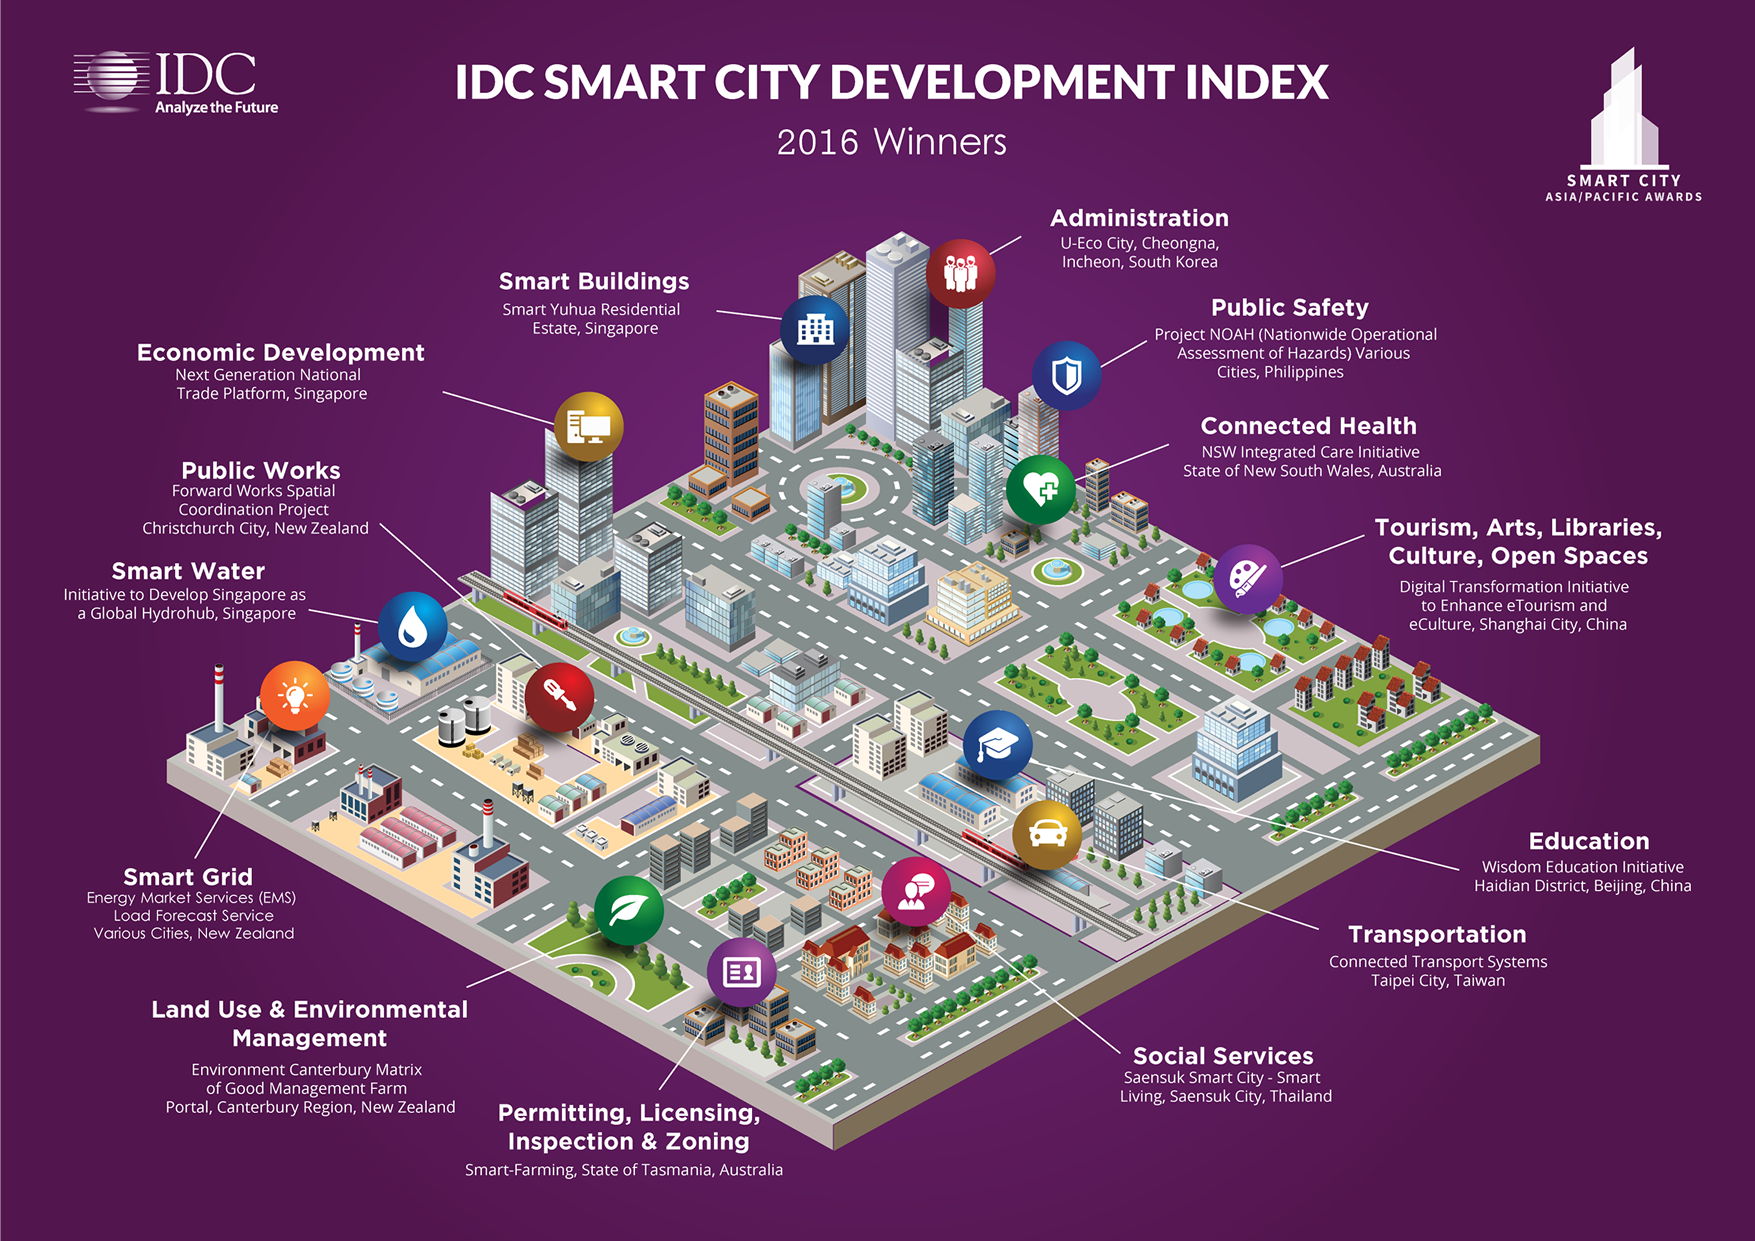 IDC
Analyze the Future
IDC SMART CITY DEVELOPMENT INDEX
2016 Winners
SMART CITY
ASIA/PACIFIC AWARDS
Administration
U-Eco City, Cheongna,
Incheon, South Korea
Smart Buildings
Smart Yuhua Residential
Estate, Singapore
Public Safety
Project NOAH (Nationwide Operational
Assessment of Hazards) Various
Cities, Philippines
Economic Development
Next Generation National
Trade Platform, Singapore
Connected Health
NSW Integrated Care Initiative
State of New South Wales, Australia
Public Works
Forward Works Spatial
Coordination Project
Christchurch City, New Zealand
Tourism, Arts, Libraries,
Culture, Open Spaces
Digital Transformation Initiative
to Enhance eTourism and
eCulture, Shanghai City, China
Smart Water
Initiative to Develop Singapore as
a Global Hydrohub, Singapore
Education
Wisdom Education Initiative
Haidian District, Beijing, China
Smart Grid
Energy Market Services (EMS)
Load Forecast Service
Various Cities, New Zealand
Transportation
Connected Transport Systems
Taipei City, Taiwan
Land Use & Environmental
Management
Environment Canterbury Matrix
of Good Management Farm
Portal, Canterbury Region, New Zealand
Social Services
Saensuk Smart City - Smart
Living, Saensuk City, Thailand
Permitting, Licensing,
Inspection & Zoning
Smart-Farming, State of Tasmania, Australia